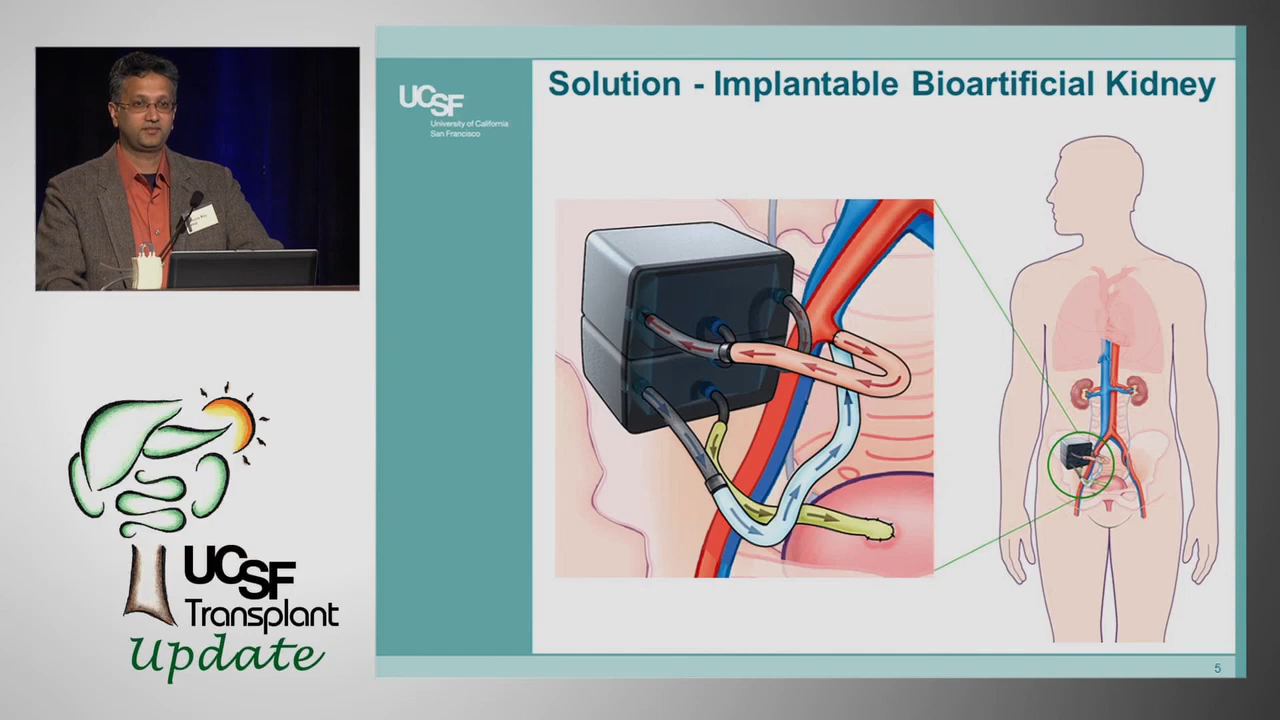 Solution - Implantable Bioartificial Kidney
UCSF
University of California
San Francisco
UCSF
Transplant
Update
5